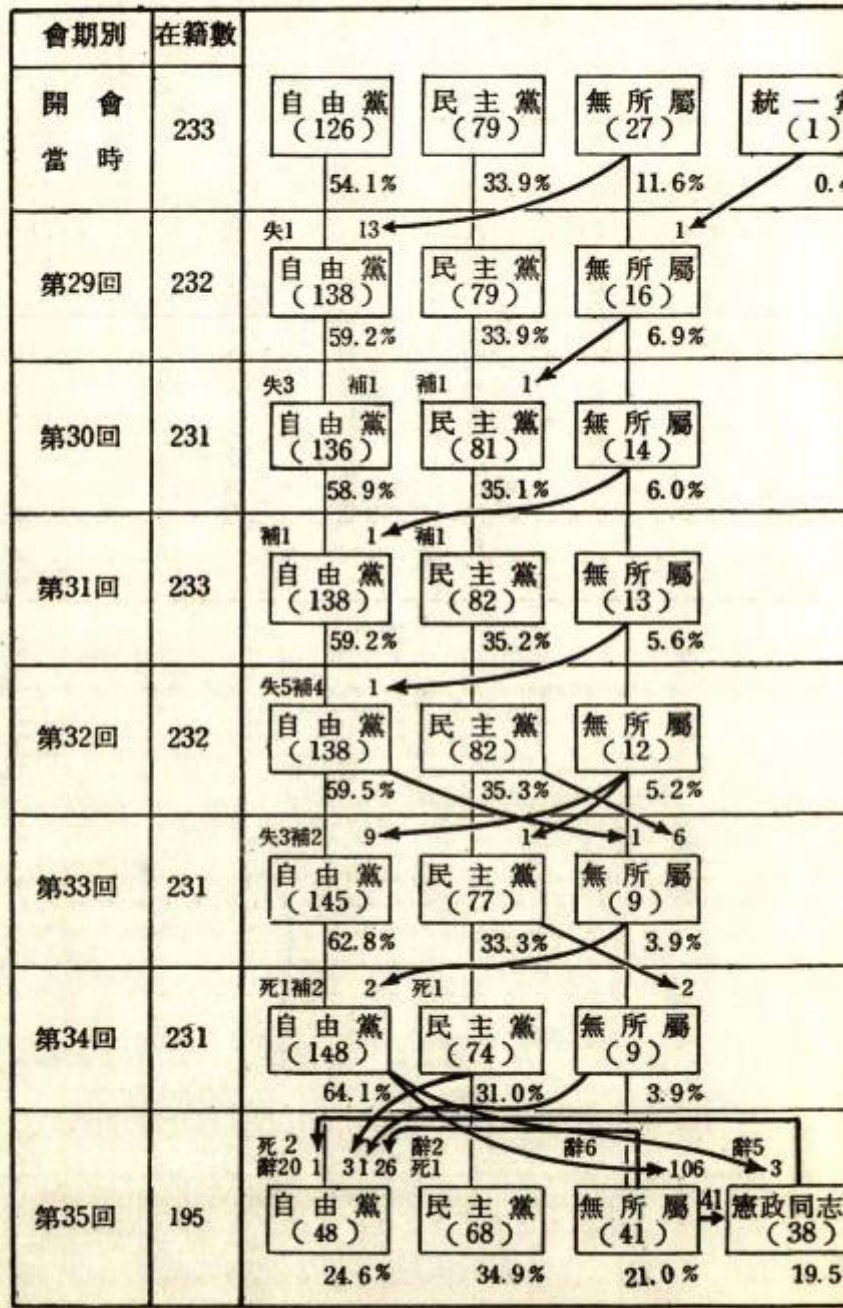 會期別 在籍數
開會當時 233
自由黨 民主黨 無所屬 統一黨
(126) (79) (27) (1)
54.1% 33.9% 11.6% 0.4
失1 13 1
第29回 232
自由黨 民主黨 無所屬
(138) (79) (16)
59.2% 33.9% 6.9%
失3 補1 補1 1
第30回 231
自由黨 民主黨 無所屬
(136) (81) (14)
58.9% 35.1% 6.0%
補1 1 補1
第31回 233
自由黨 民主黨 無所屬
(138) (82) (13)
59.2% 35.2% 5.6%
失5補4 1
第32回 232
自由黨 民主黨 無所屬
(138) (82) (12)
59.5% 35.3% 5.2%
失3補2 9 1 1 6
第33回 231
自由黨 民主黨 無所屬
(145) (77) (9)
62.8% 33.3% 3.9%
死1補2 2 死1 2
第34回 231
自由黨 民主黨 無所屬
(148) (74) (9)
64.1% 31.0% 3.9%
死2 辭2 辭6 辭5
辭20 1 3 1 26 死1 106 3
第35回 195
自由黨 民主黨 無所屬 41 憲政同志
(48) (68) (41) (38)
24.6% 34.9% 21.0% 19.5